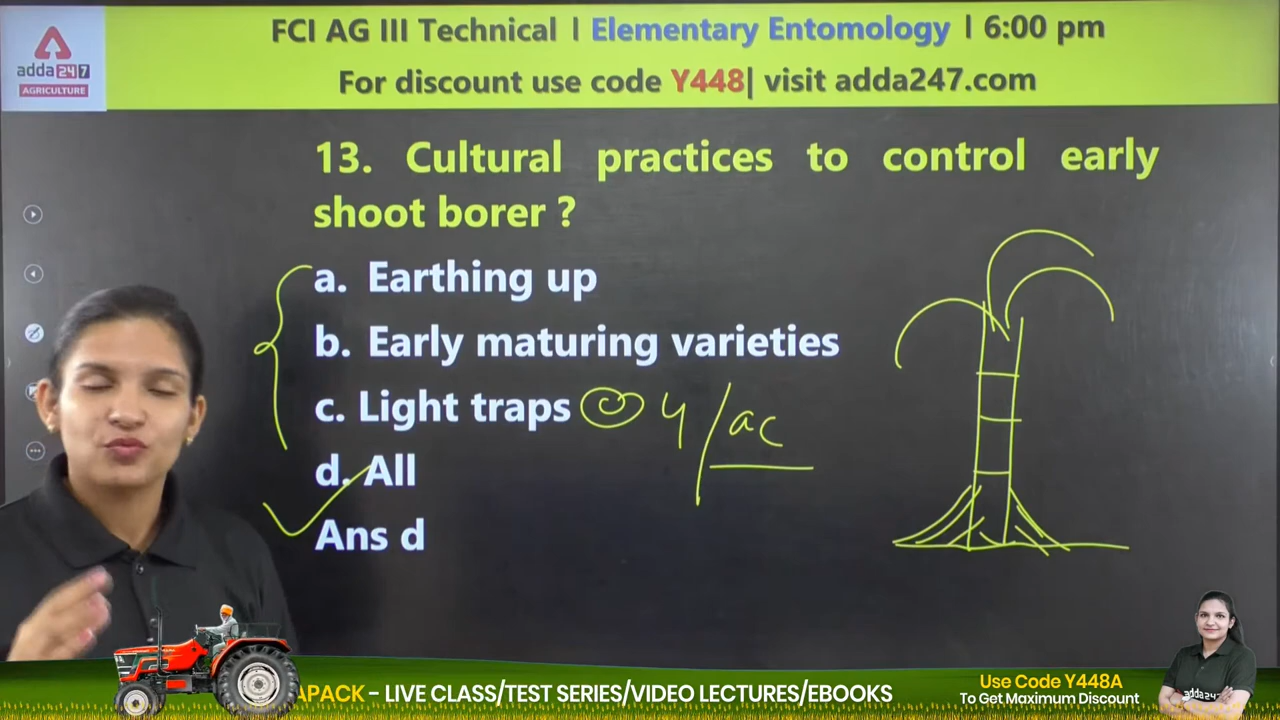 FCI AG III Technical | Elementary Entomology | 6:00 pm
For discount use code Y448| visit adda247.com
adda247
AGRICULTURE
13. Cultural practices to control early
shoot borer ?
a. Earthing up
b. Early maturing varieties
c. Light traps 4/ac
d. All
Ans d
APACK – LIVE CLASS/TEST SERIES/VIDEO LECTURES/EBOOKS
Use Code Y448A
To Get Maximum Discount
adda247